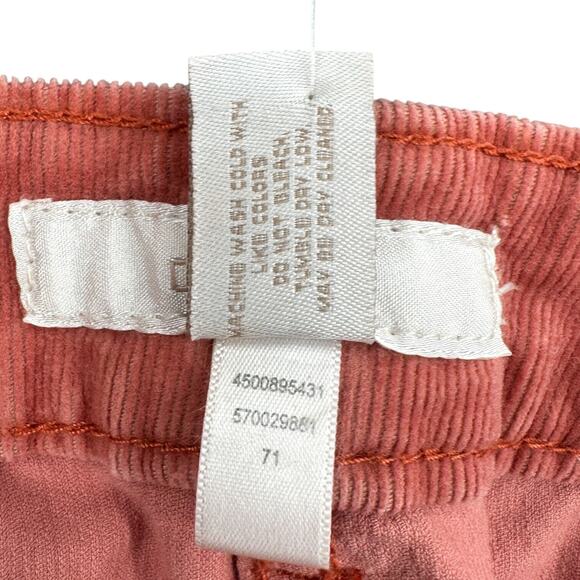 MACHINE WASH COLD WITH
LIKE COLORS
DO NOT BLEACH.
TUMBLE DRY LOW
MAY BE DRY CLEANED
4500895431
570029881
71